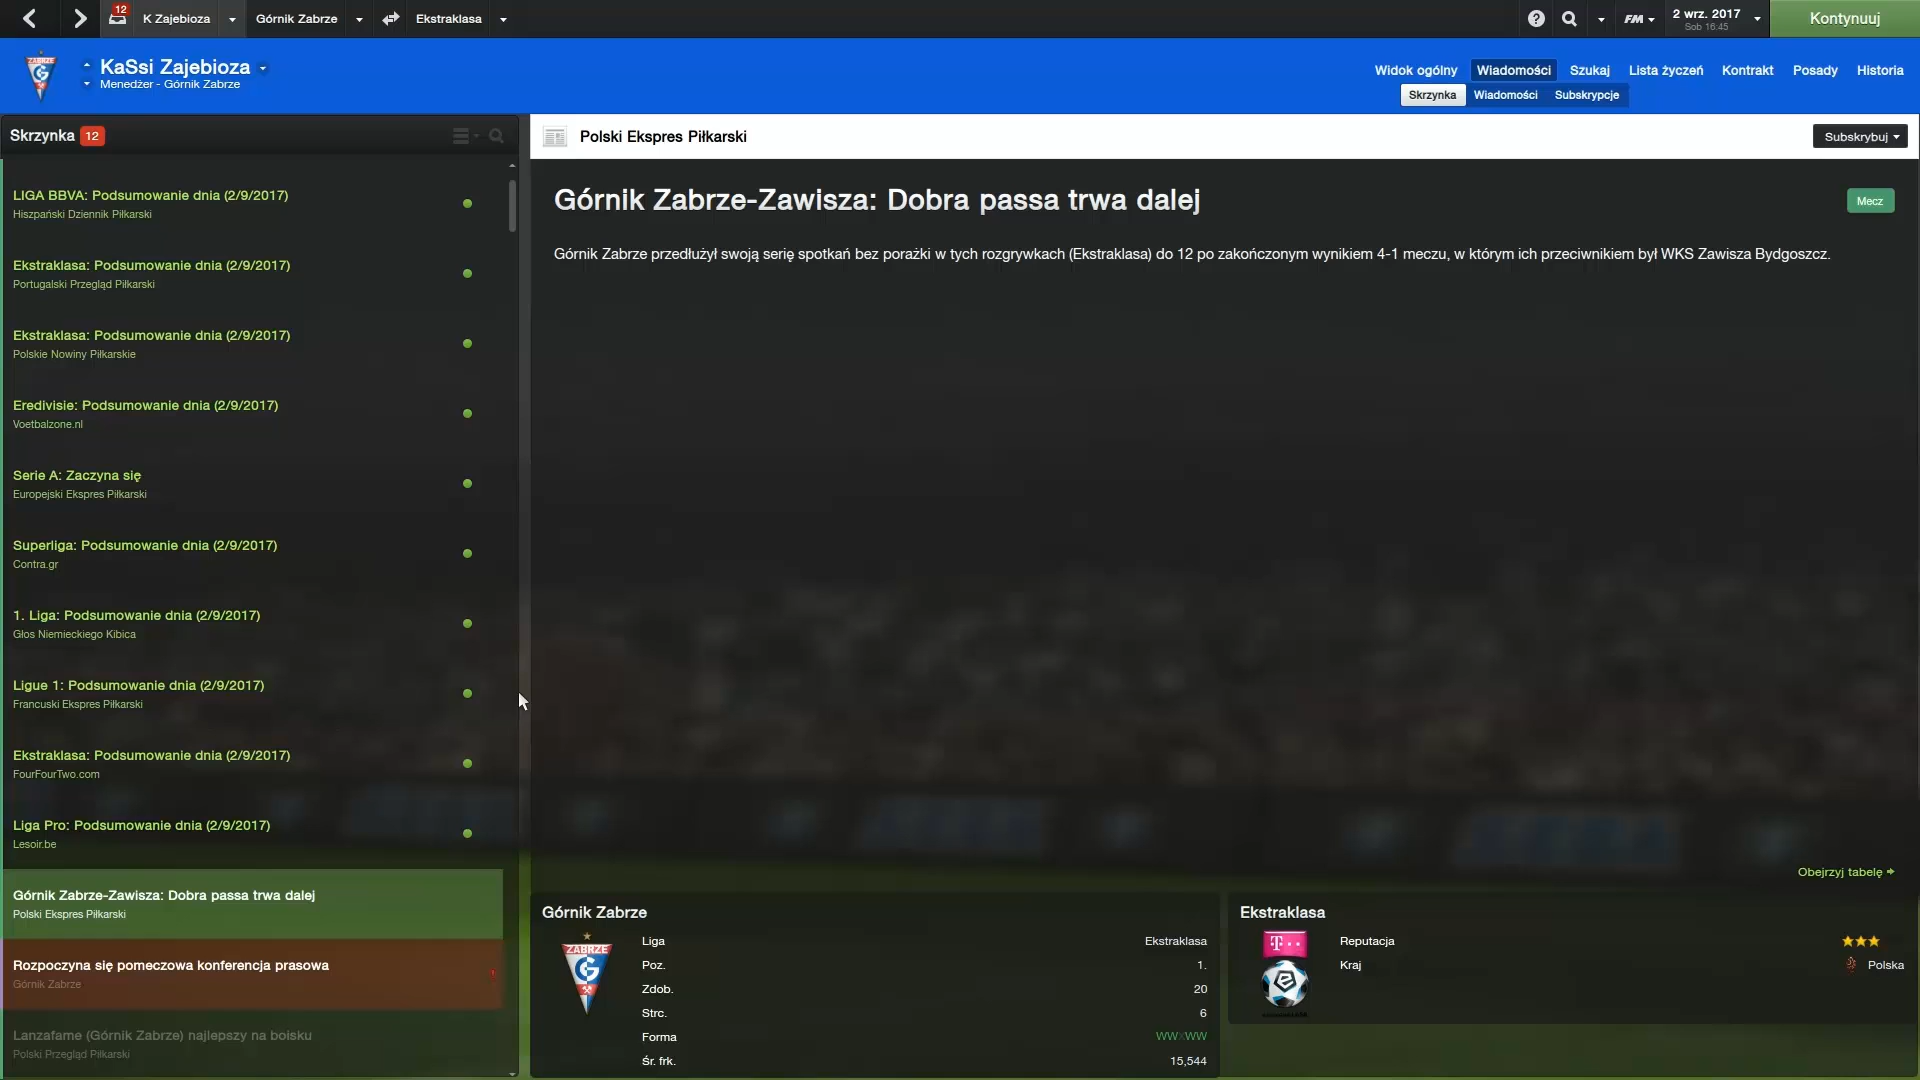 12
K Zajebioza
Górnik Zabrze
Ekstraklasa
FM
2 wrz. 2017
Sob 16:45
Kontynuuj
KaSsi Zajebioza
Menedżer - Górnik Zabrze
Widok ogólny
Wiadomości
Szukaj
Lista życzeń
Kontrakt
Posady
Historia
Skrzynka
Wiadomości
Subskrypcje
Skrzynka 12
Polski Ekspres Piłkarski
Subskrybuj
LIGA BBVA: Podsumowanie dnia (2/9/2017)
Hiszpański Dziennik Piłkarski
Ekstraklasa: Podsumowanie dnia (2/9/2017)
Portugalski Przegląd Piłkarski
Ekstraklasa: Podsumowanie dnia (2/9/2017)
Polskie Nowiny Piłkarskie
Eredivisie: Podsumowanie dnia (2/9/2017)
Voetbalzone.nl
Serie A: Zaczyna się
Europejski Ekspres Piłkarski
Superliga: Podsumowanie dnia (2/9/2017)
Contra.gr
1. Liga: Podsumowanie dnia (2/9/2017)
Głos Niemieckiego Kibica
Ligue 1: Podsumowanie dnia (2/9/2017)
Francuski Ekspres Piłkarski
Ekstraklasa: Podsumowanie dnia (2/9/2017)
FourFourTwo.com
Liga Pro: Podsumowanie dnia (2/9/2017)
Lesoir.be
Górnik Zabrze-Zawisza: Dobra passa trwa dalej
Polski Ekspres Piłkarski
Rozpoczyna się pomeczowa konferencja prasowa
Górnik Zabrze
Lanzafame (Górnik Zabrze) najlepszy na boisku
Polski Przegląd Piłkarski
Górnik Zabrze-Zawisza: Dobra passa trwa dalej
Mecz
Górnik Zabrze przedłużył swoją serię spotkań bez porażki w tych rozgrywkach (Ekstraklasa) do 12 po zakończonym wynikiem 4-1 meczu, w którym ich przeciwnikiem był WKS Zawisza Bydgoszcz.
Obejrzyj tabelę
Górnik Zabrze
ZABRZE
Liga Ekstraklasa
Poz. 1.
Zdob. 20
Strc. 6
Forma WWXWW
Śr. frk. 15,544
Ekstraklasa
Reputacja
Kraj Polska